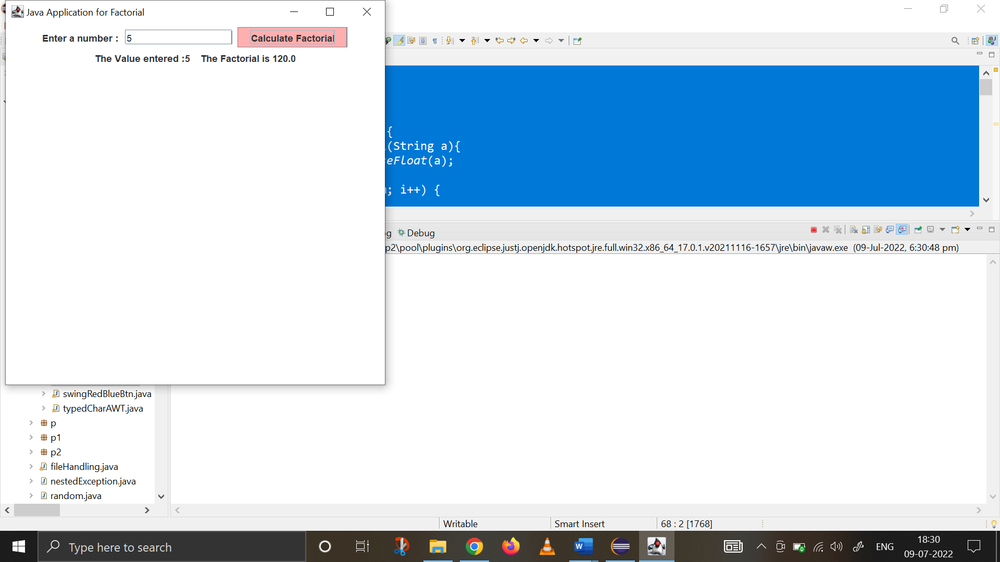 Java Application for Factorial
Enter a number : 5 Calculate Factorial
The Value entered :5 The Factorial is 120.0
{
(String a){
eFloat(a);
; i++) {
g Debug
p2\pool\plugins\org.eclipse.justj.openjdk.hotspot.jre.full.win32.x86_64_17.0.1.v20211116-1657\jre\bin\javaw.exe (09-Jul-2022, 6:30:48 pm)
swingRedBlueBtn.java
typedCharAWT.java
p
p1
p2
fileHandling.java
nestedException.java
random.java
Writable Smart Insert 68 : 2 [1768]
Type here to search
ENG
18:30
09-07-2022